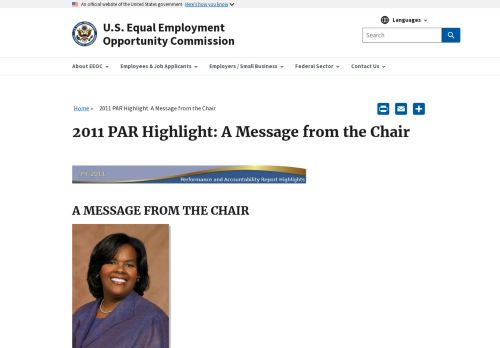 An official website of the United States government Here's how you know
Languages
U.S. Equal Employment
Opportunity Commission
Search
About EEOC
Employees & Job Applicants
Employers / Small Business
Federal Sector
Contact Us
Home » 2011 PAR Highlight: A Message from the Chair
2011 PAR Highlight: A Message from the Chair
FY 2011
Performance and Accountability Report Highlights
A MESSAGE FROM THE CHAIR